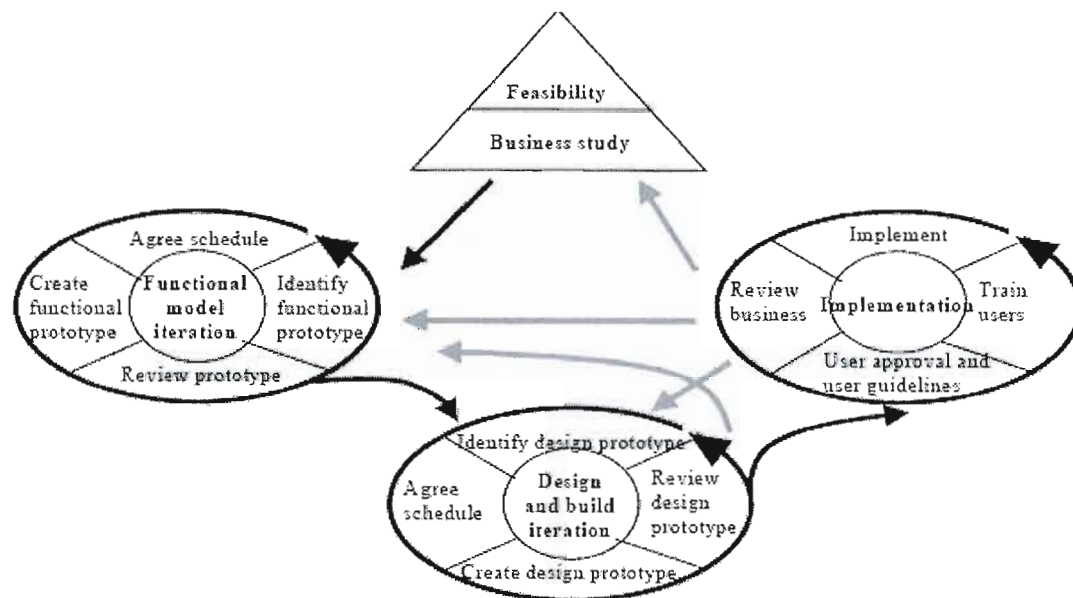 Feasibility
Business study
Agree schedule
Create
functional
prototype
Functional
model
iteration
Identify
functional
prototype
Review prototype
Implement
Review
business
Implementation
Train
users
User approval and
user guidelines
Identify design prototype
Agree
schedule
Design
and build
iteration
Review
design
prototype
Create design prototype